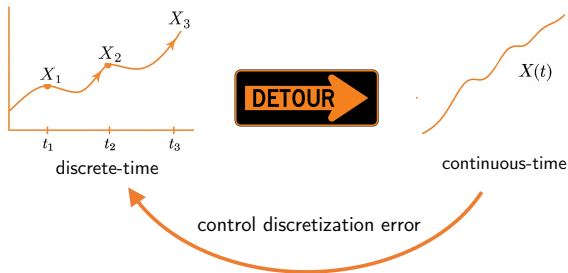 X₃
X₂
X₁
X(t)
DETOUR
t₁ t₂ t₃
discrete-time
continuous-time
control discretization error